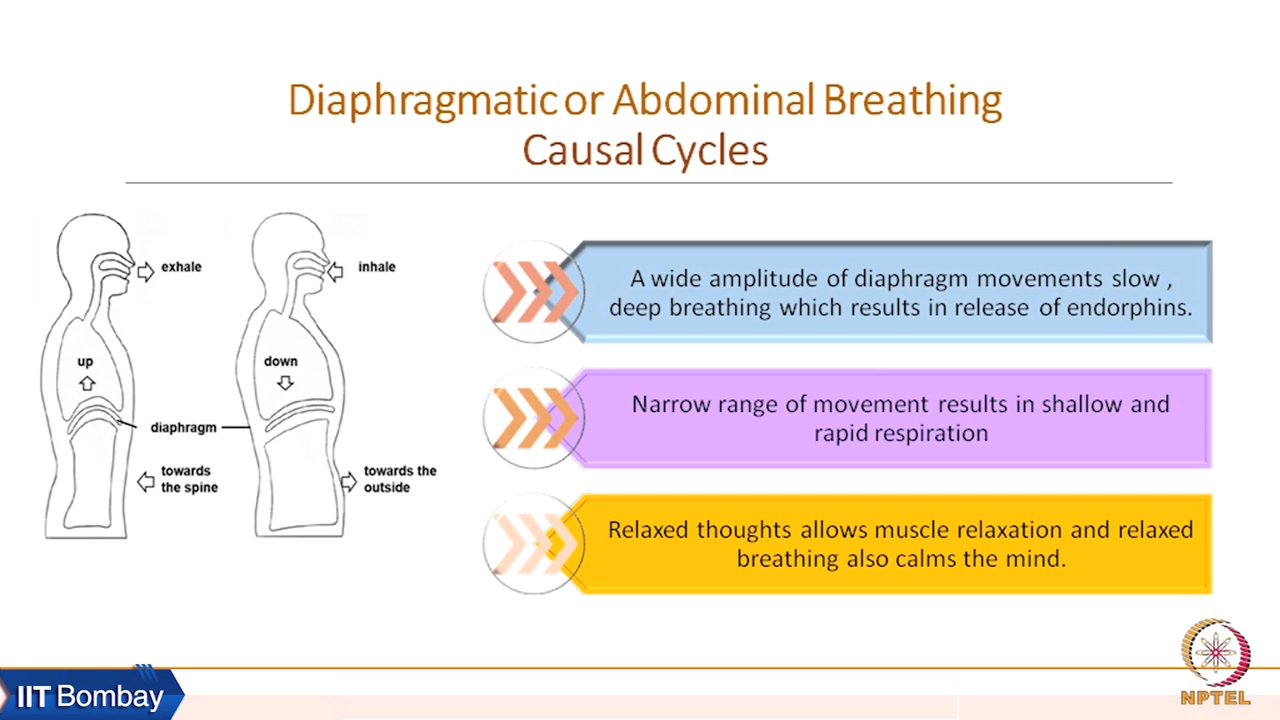 Diaphragmatic or Abdominal Breathing
Causal Cycles
exhale
inhale
up
down
diaphragm
towards
the spine
towards the
outside
A wide amplitude of diaphragm movements slow ,
deep breathing which results in release of endorphins.
Narrow range of movement results in shallow and
rapid respiration
Relaxed thoughts allows muscle relaxation and relaxed
breathing also calms the mind.
IIT Bombay
NPTEL